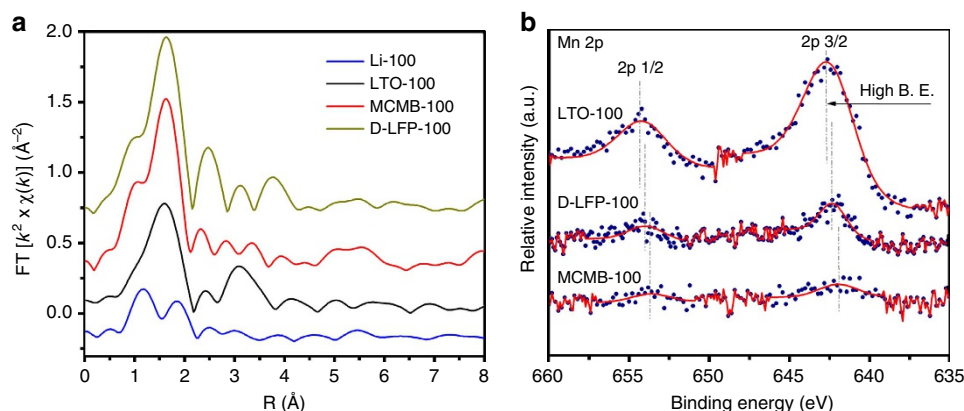 a
FT [k² x χ(k)] (Å⁻²)
2.0
1.5
1.0
0.5
0.0
0 1 2 3 4 5 6 7 8
R (Å)
Li-100
LTO-100
MCMB-100
D-LFP-100
b
Relative intensity (a.u.)
Mn 2p
2p 1/2
2p 3/2
High B. E.
LTO-100
D-LFP-100
MCMB-100
660 655 650 645 640 635
Binding energy (eV)